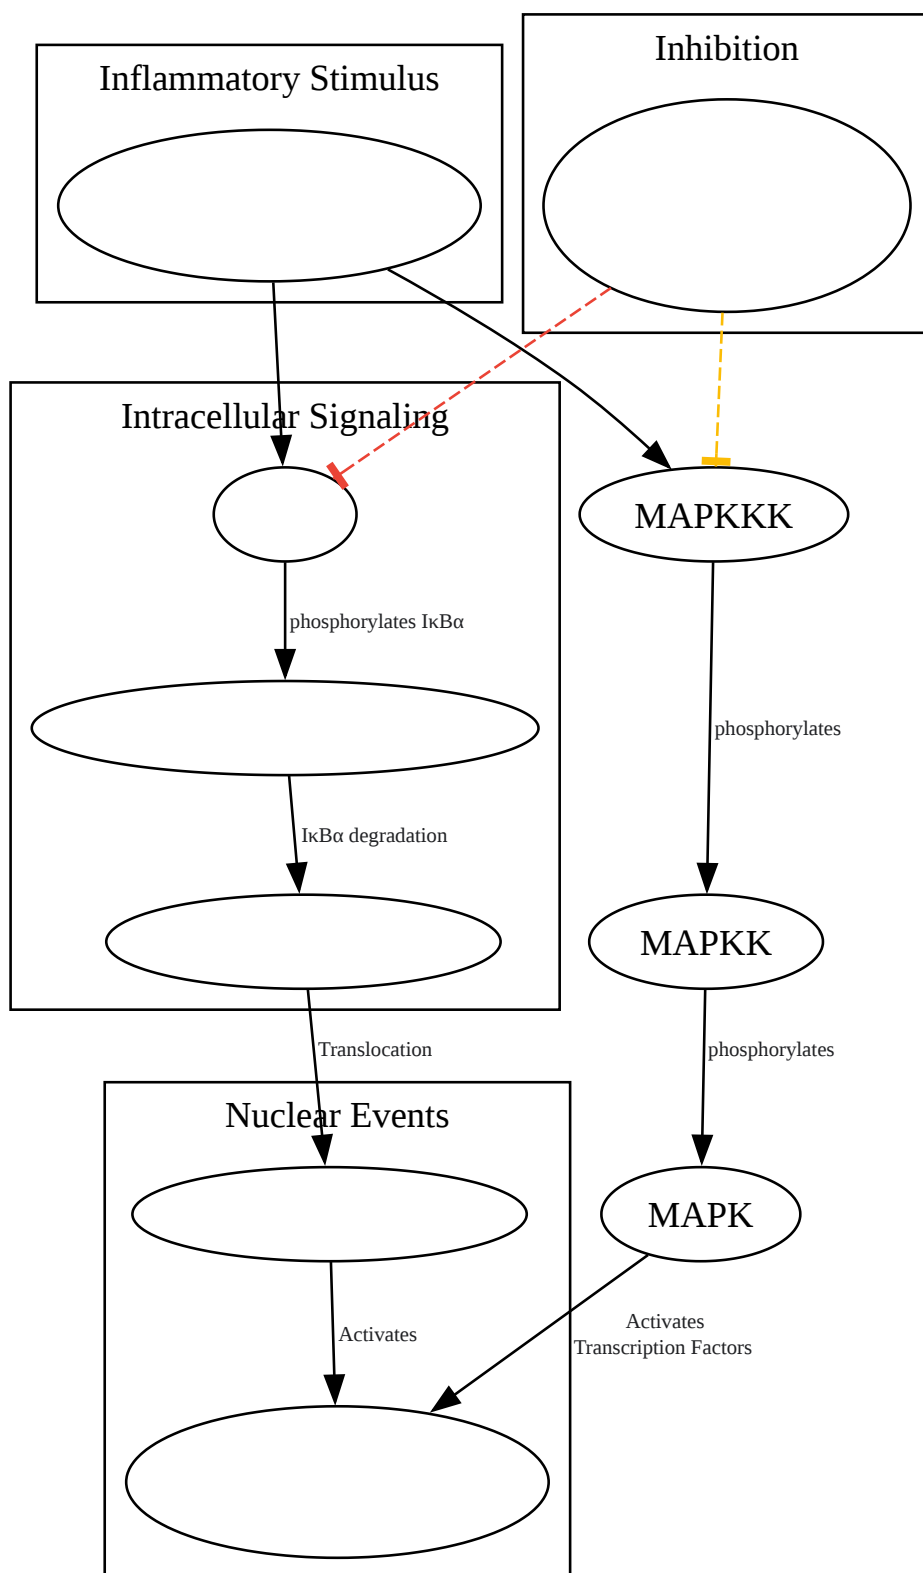 Inhibition
Inflammatory Stimulus
Intracellular Signaling
MAPKKK
phosphorylates IκBα
phosphorylates
IκBα degradation
MAPKK
Translocation
phosphorylates
Nuclear Events
MAPK
Activates
Activates
Transcription Factors